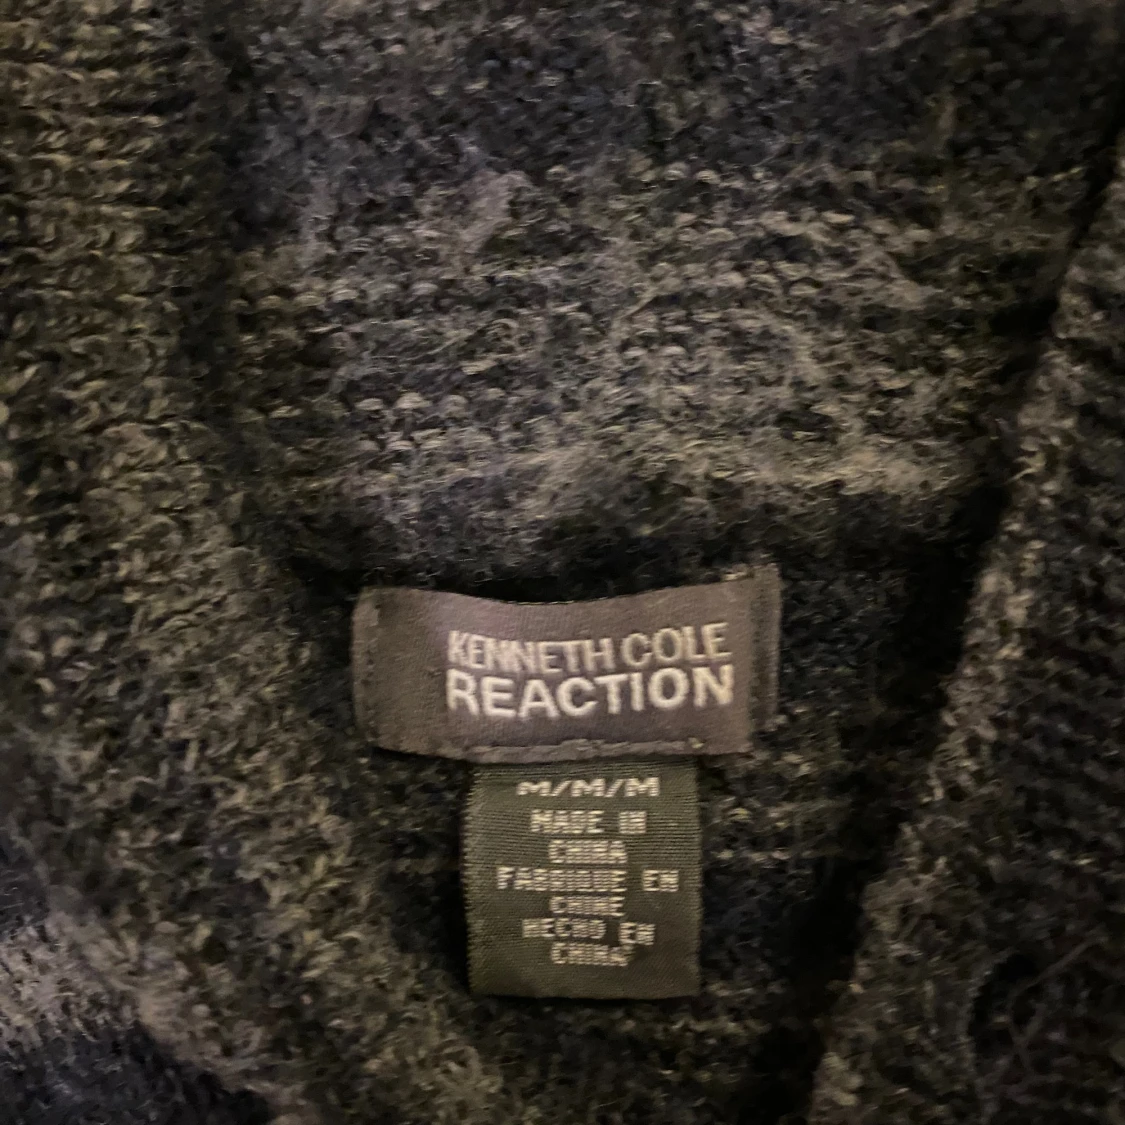 KENNETH COLE
REACTION
M/M/M
MADE IN
CHINA
FABRIQUE EN
CHINE
HECHO EN
CHINA